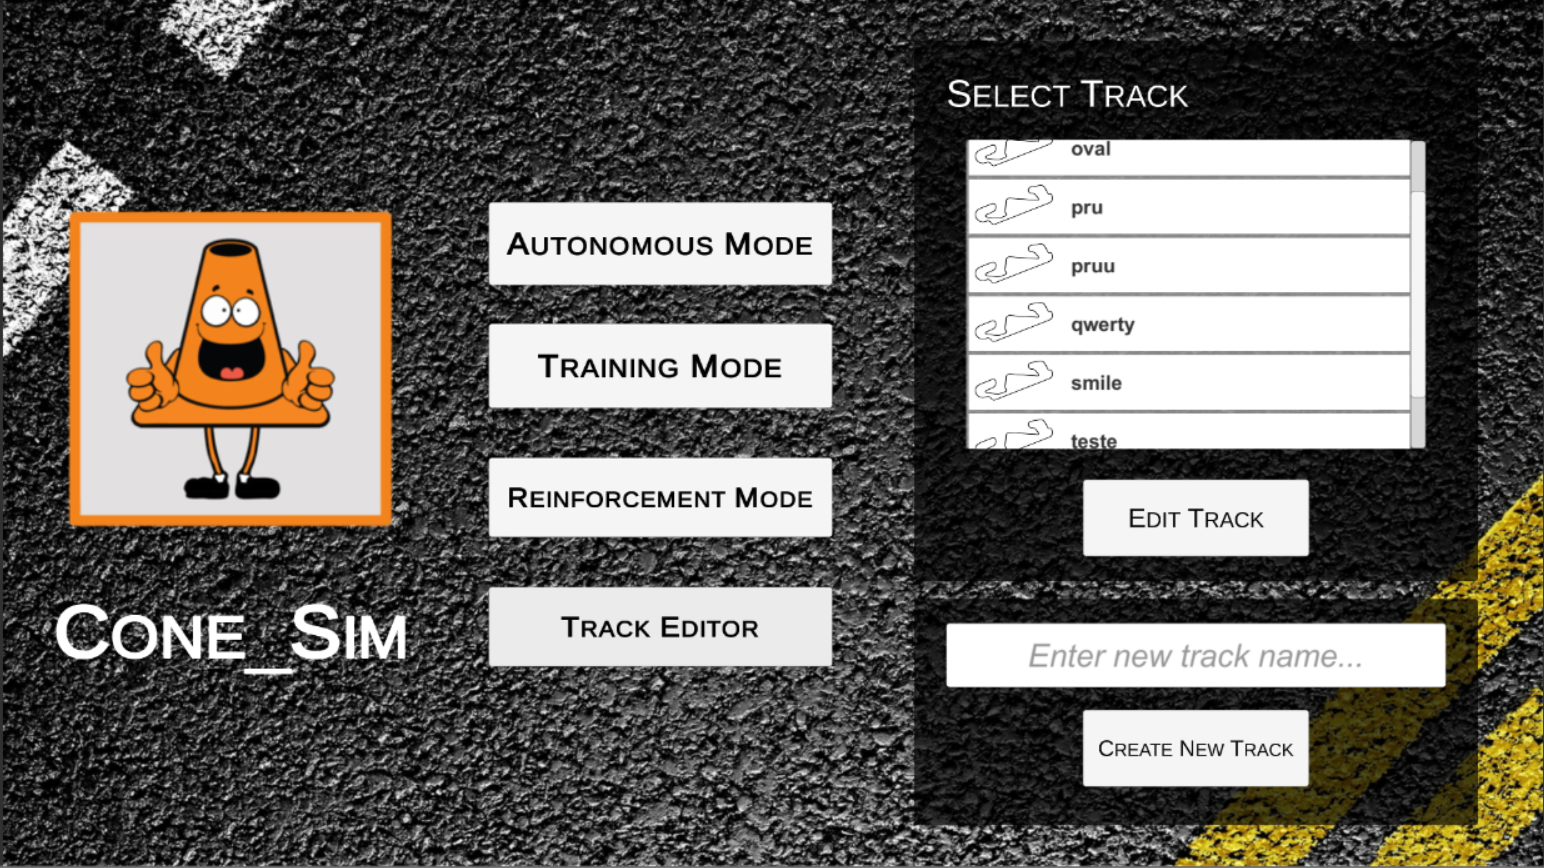 Cone_Sim
Autonomous Mode
Training Mode
Reinforcement Mode
Track Editor
Select Track
oval
pru
pruu
qwerty
smile
teste
Edit Track
Enter new track name...
Create New Track